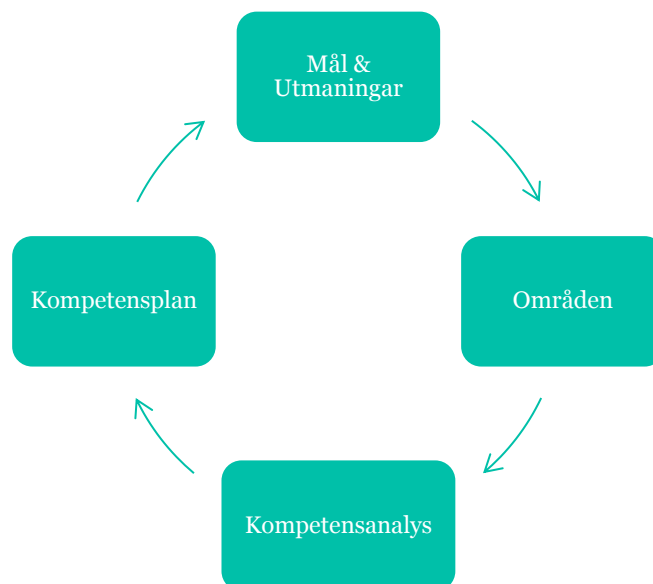 Mål &
Utmaningar
Områden
Kompetensanalys
Kompetensplan